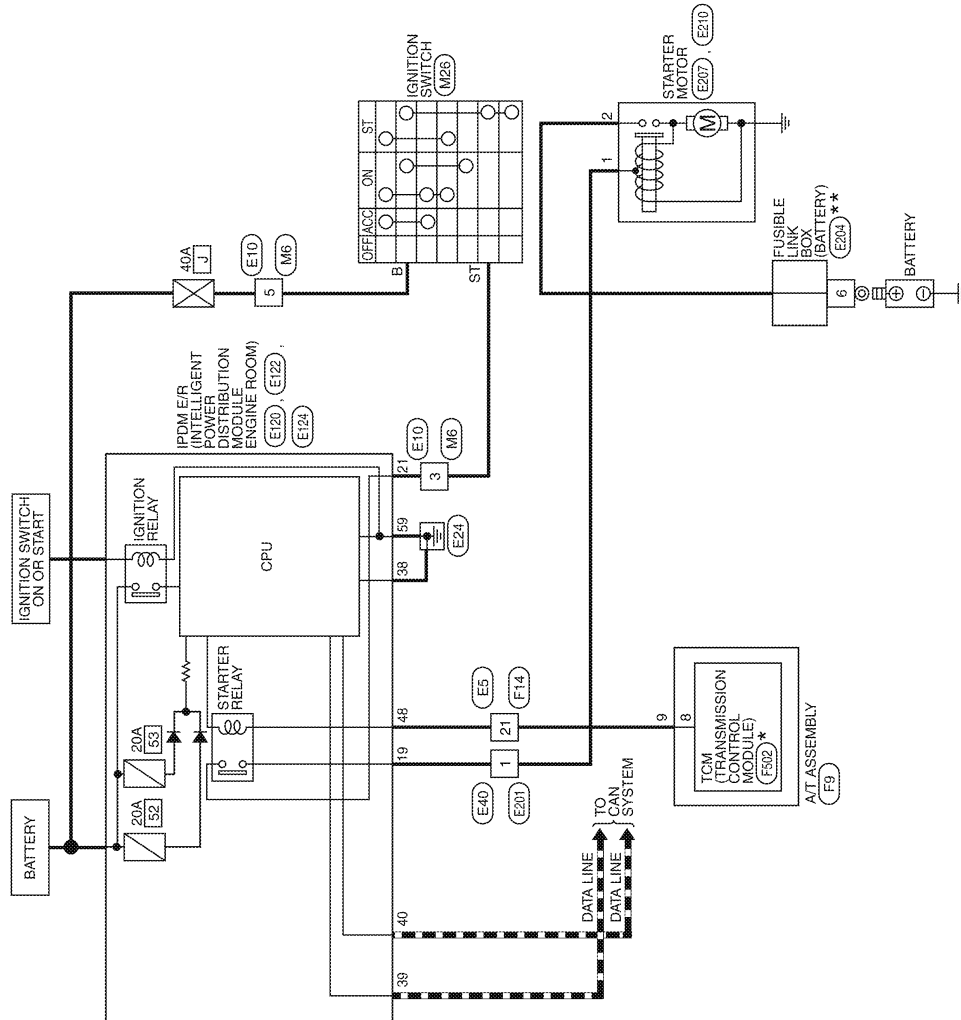 BATTERY
IGNITION SWITCH
ON OR START
20A
52
20A
53
IGNITION
RELAY
CPU
STARTER
RELAY
IPDM E/R
(INTELLIGENT
POWER
DISTRIBUTION
MODULE
ENGINE ROOM)
E120 , E122 ,
E124
40A
J
E10
5
M6
IGNITION
SWITCH
M26
OFF
ACC
ON
ST
B
ST
39
40
19
48
38
59
21
E24
E10
3
M6
E40
1
E201
E5
21
F14
DATA LINE
DATA LINE
TO
CAN
SYSTEM
9
8
TCM
(TRANSMISSION
CONTROL
MODULE)
F502 *
A/T ASSEMBLY
F9
STARTER
MOTOR
E207 , E210
1
2
M
FUSIBLE
LINK
BOX
(BATTERY)
E204 **
6
BATTERY